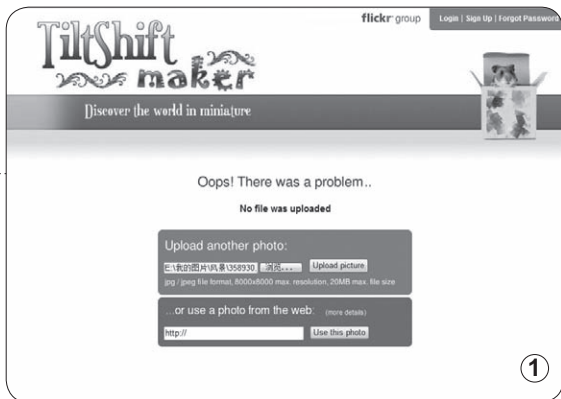 flickr group
Login | Sign Up | Forgot Password
TiltShift
maker
Discover the world in miniature
Oops! There was a problem..
No file was uploaded
Upload another photo:
E:\我的图片\风景\358930 浏览... Upload picture
jpg / jpeg file format, 8000x8000 max. resolution, 20MB max. file size
...or use a photo from the web: (more details)
http:// Use this photo
①